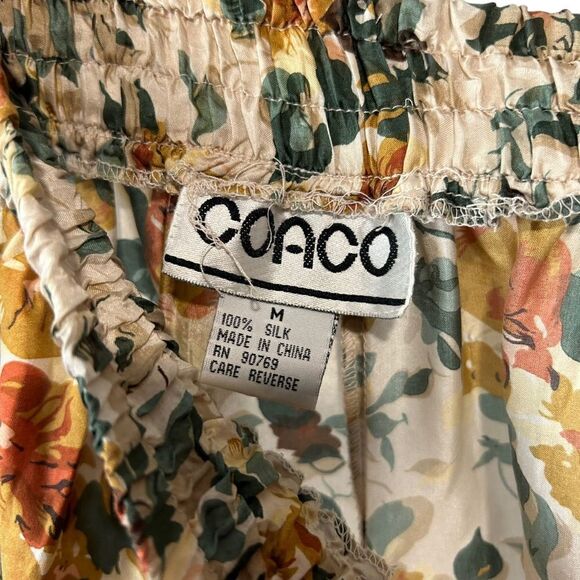 COACO
M
100% SILK
MADE IN CHINA
RN 90769
CARE REVERSE